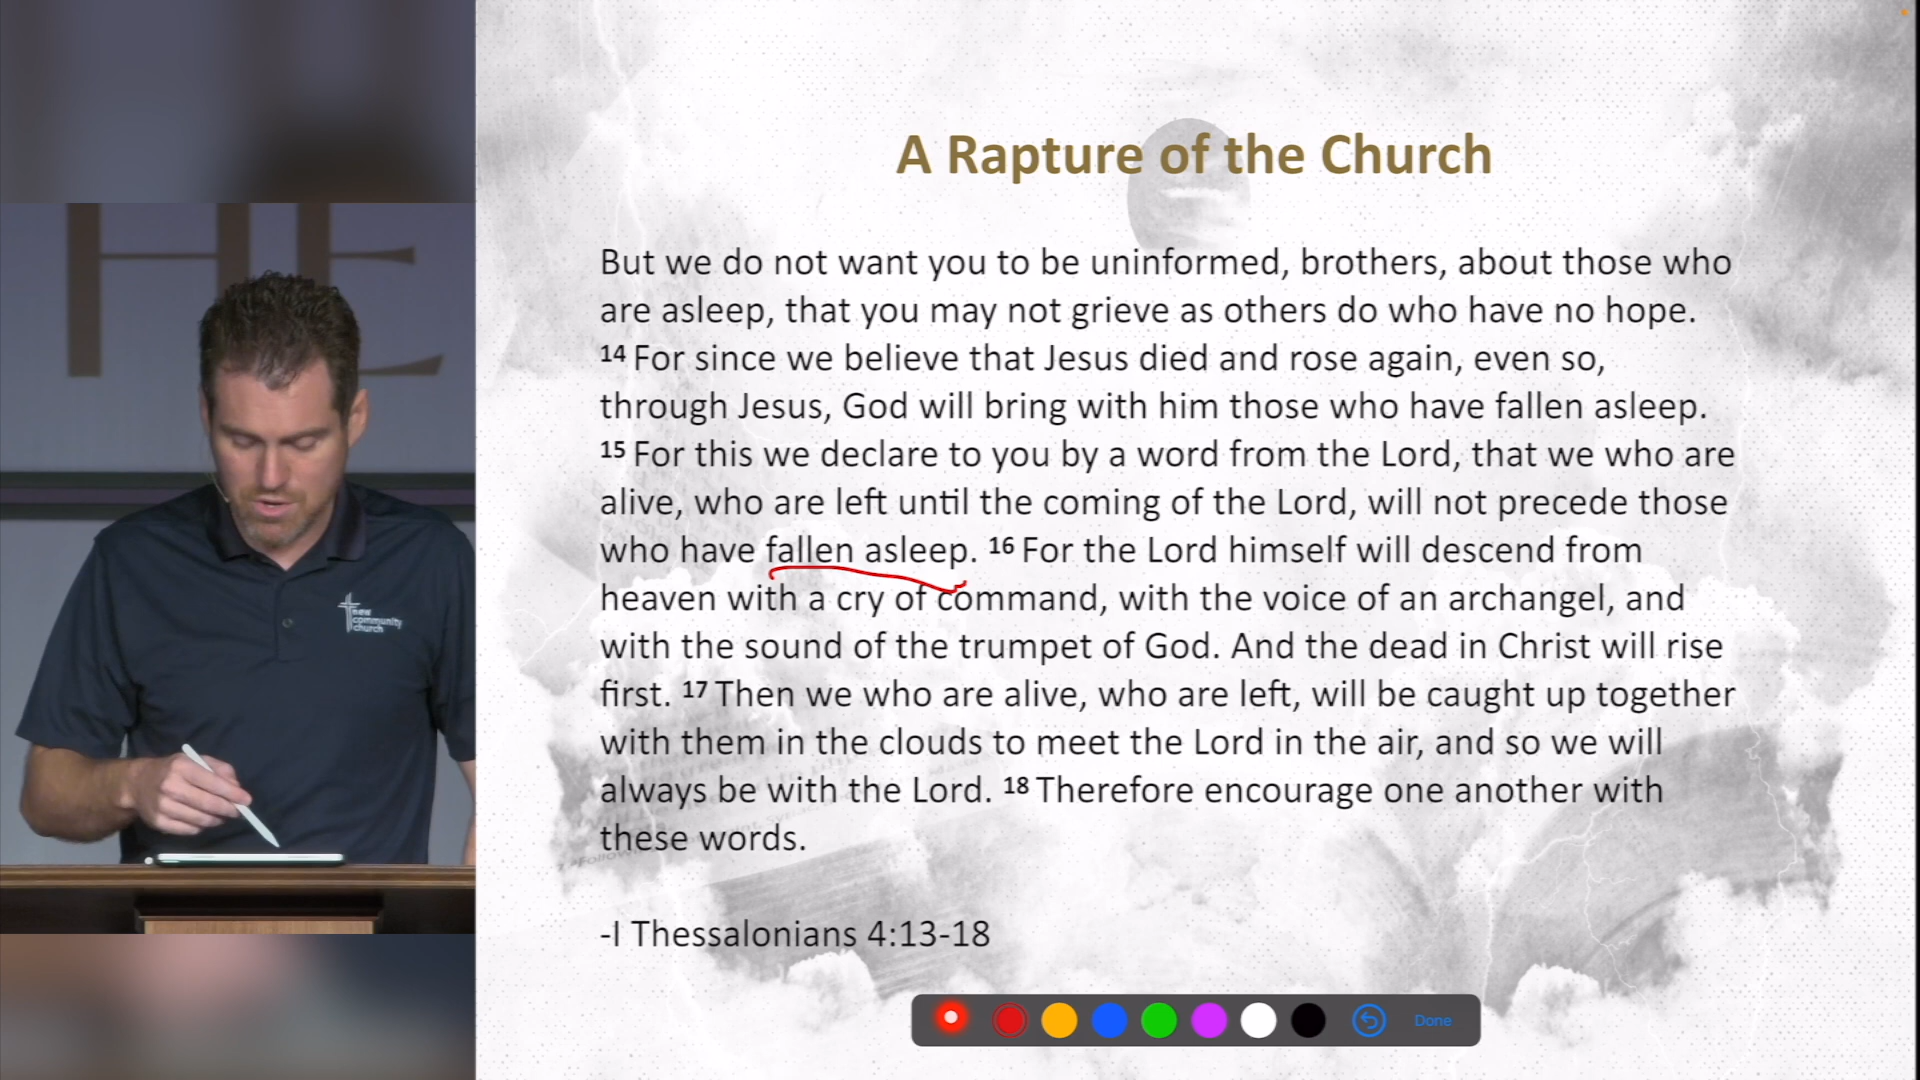 HE
new
community
church
A Rapture of the Church
But we do not want you to be uninformed, brothers, about those who
are asleep, that you may not grieve as others do who have no hope.
14 For since we believe that Jesus died and rose again, even so,
through Jesus, God will bring with him those who have fallen asleep.
15 For this we declare to you by a word from the Lord, that we who are
alive, who are left until the coming of the Lord, will not precede those
who have fallen asleep. 16 For the Lord himself will descend from
heaven with a cry of command, with the voice of an archangel, and
with the sound of the trumpet of God. And the dead in Christ will rise
first. 17 Then we who are alive, who are left, will be caught up together
with them in the clouds to meet the Lord in the air, and so we will
always be with the Lord. 18 Therefore encourage one another with
these words.
-I Thessalonians 4:13-18
Done